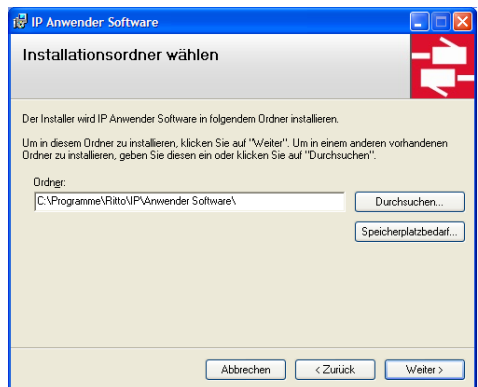 IP Anwender Software
Installationsordner wählen
Der Installer wird IP Anwender Software in folgendem Ordner installieren.
Um in diesem Ordner zu installieren, klicken Sie auf "Weiter". Um in einem anderen vorhandenen
Ordner zu installieren, geben Sie diesen ein oder klicken Sie auf "Durchsuchen".
Ordner:
C:\Programme\Ritto\IP\Anwender Software\
Durchsuchen...
Speicherplatzbedarf...
Abbrechen
< Zurück
Weiter >